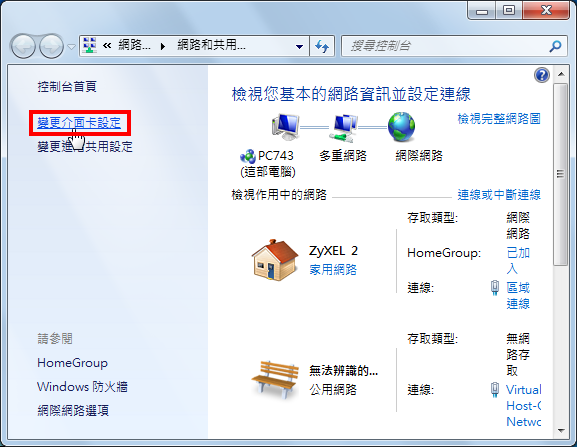 « 網路... 網路和共用...
搜尋控制台
控制台首頁
變更介面卡設定
變更進階共用設定
請參閱
HomeGroup
Windows 防火牆
網際網路選項
檢視您基本的網路資訊並設定連線
檢視完整網路圖
PC743
(這部電腦)
多重網路
網際網路
檢視作用中的網路
連線或中斷連線
ZyXEL 2
家用網路
存取類型:
網際
網路
HomeGroup:
已加
入
連線:
區域
連線
無法辨識的...
公用網路
存取類型:
無網
路存
取
連線:
Virtual
Host-O
Netwo